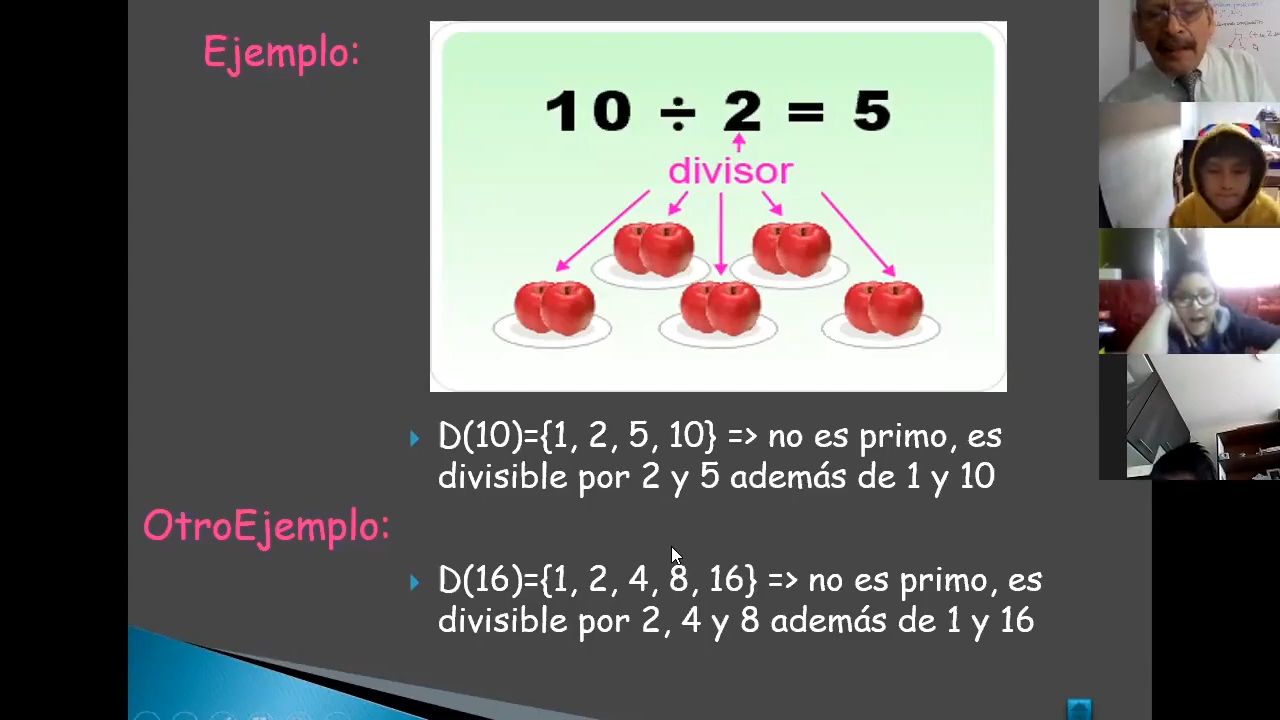 Ejemplo:
10 ÷ 2 = 5
divisor
D(10)={1, 2, 5, 10} => no es primo, es
divisible por 2 y 5 además de 1 y 10
OtroEjemplo:
D(16)={1, 2, 4, 8, 16} => no es primo, es
divisible por 2, 4 y 8 además de 1 y 16